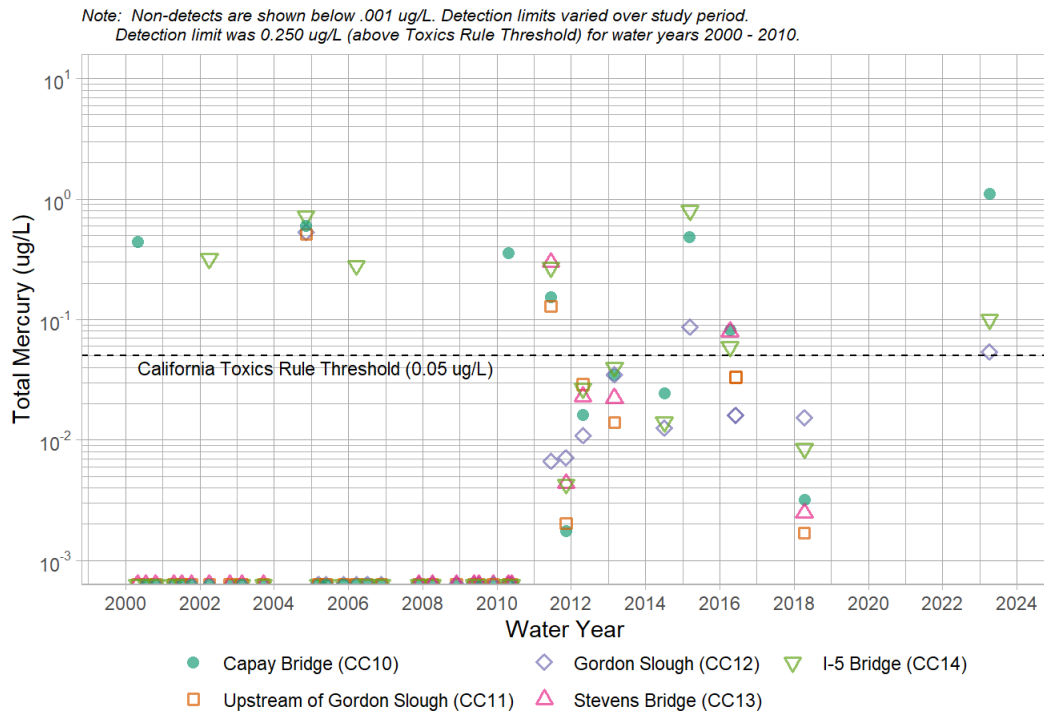 Note: Non-detects are shown below .001 ug/L. Detection limits varied over study period.
Detection limit was 0.250 ug/L (above Toxics Rule Threshold) for water years 2000 - 2010.
10¹
10⁰
10⁻¹
10⁻²
10⁻³
Total Mercury (ug/L)
California Toxics Rule Threshold (0.05 ug/L)
2000 2002 2004 2006 2008 2010 2012 2014 2016 2018 2020 2022 2024
Water Year
Capay Bridge (CC10) Gordon Slough (CC12) I-5 Bridge (CC14)
Upstream of Gordon Slough (CC11) Stevens Bridge (CC13)